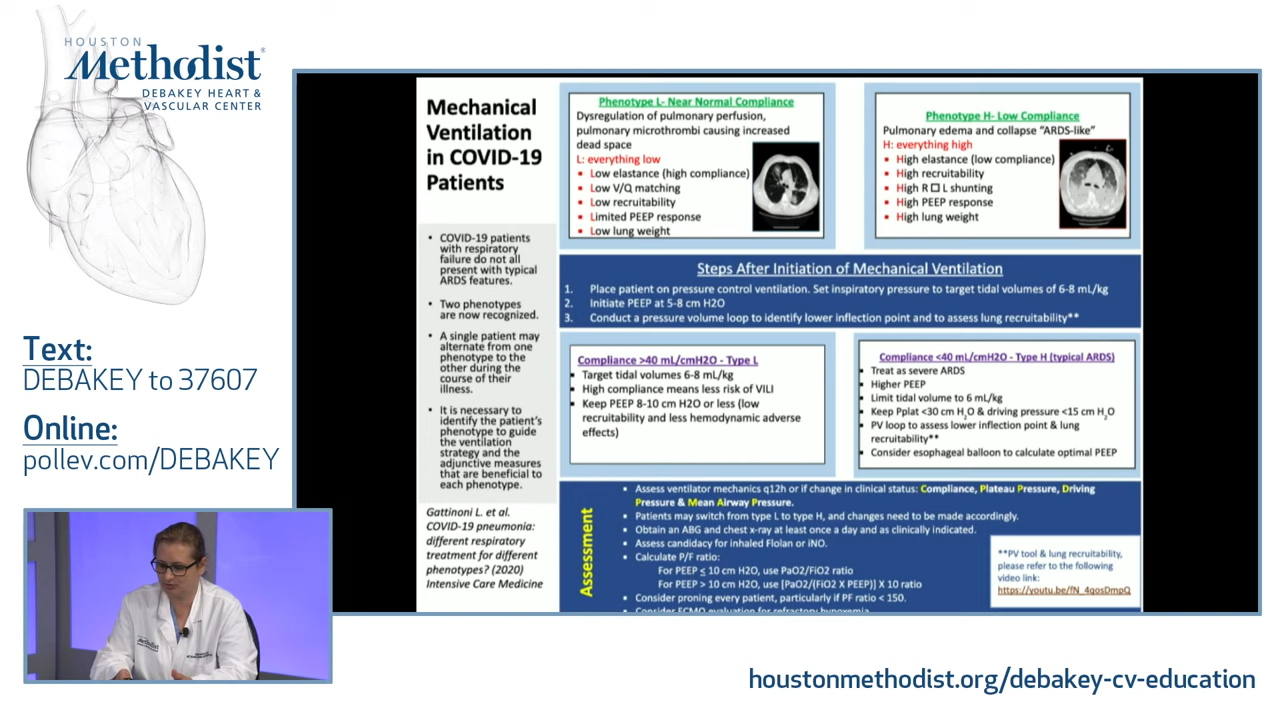 HOUSTON
Methodist®
DEBAKEY HEART &
VASCULAR CENTER
Text:
DEBAKEY to 37607
Online:
pollev.com/DEBAKEY
Mechanical
Ventilation
in COVID-19
Patients
• COVID-19 patients
with respiratory
failure do not all
present with typical
ARDS features.
• Two phenotypes
are now recognized.
• A single patient may
alternate from one
phenotype to the
other during the
course of their
illness.
• It is necessary to
identify the patient's
phenotype to guide
the ventilation
strategy and the
adjunctive measures
that are beneficial to
each phenotype.
Gattinoni L. et al.
COVID-19 pneumonia:
different respiratory
treatment for different
phenotypes? (2020)
Intensive Care Medicine
Phenotype L- Near Normal Compliance
Dysregulation of pulmonary perfusion,
pulmonary microthrombi causing increased
dead space
L: everything low
▪ Low elastance (high compliance)
▪ Low V/Q matching
▪ Low recruitability
▪ Limited PEEP response
▪ Low lung weight
Phenotype H- Low Compliance
Pulmonary edema and collapse “ARDS-like”
H: everything high
▪ High elastance (low compliance)
▪ High recruitability
▪ High R □ L shunting
▪ High PEEP response
▪ High lung weight
Steps After Initiation of Mechanical Ventilation
1. Place patient on pressure control ventilation. Set inspiratory pressure to target tidal volumes of 6-8 mL/kg
2. Initiate PEEP at 5-8 cm H2O
3. Conduct a pressure volume loop to identify lower inflection point and to assess lung recruitability**
Compliance >40 mL/cmH2O - Type L
▪ Target tidal volumes 6-8 mL/kg
▪ High compliance means less risk of VILI
▪ Keep PEEP 8-10 cm H2O or less (low
recruitability and less hemodynamic adverse
effects)
Compliance <40 mL/cmH2O - Type H (typical ARDS)
▪ Treat as severe ARDS
▪ Higher PEEP
▪ Limit tidal volume to 6 mL/kg
▪ Keep Pplat <30 cm H₂O & driving pressure <15 cm H₂O
▪ PV loop to assess lower inflection point & lung
recruitability**
▪ Consider esophageal balloon to calculate optimal PEEP
Assessment
• Assess ventilator mechanics q12h or if change in clinical status: Compliance, Plateau Pressure, Driving
Pressure & Mean Airway Pressure.
• Patients may switch from type L to type H, and changes need to be made accordingly.
• Obtain an ABG and chest x-ray at least once a day and as clinically indicated.
• Assess candidacy for inhaled Flolan or iNO.
• Calculate P/F ratio:
For PEEP ≤ 10 cm H2O, use PaO2/FiO2 ratio
For PEEP > 10 cm H2O, use [PaO2/(FiO2 X PEEP)] X 10 ratio
• Consider proning every patient, particularly if PF ratio < 150.
• Consider ECMO evaluation for refractory hypoxemia
**PV tool & lung recruitability,
please refer to the following
video link:
https://youtu.be/fN_4qosDmpQ
Methodist
houstonmethodist.org/debakey-cv-education